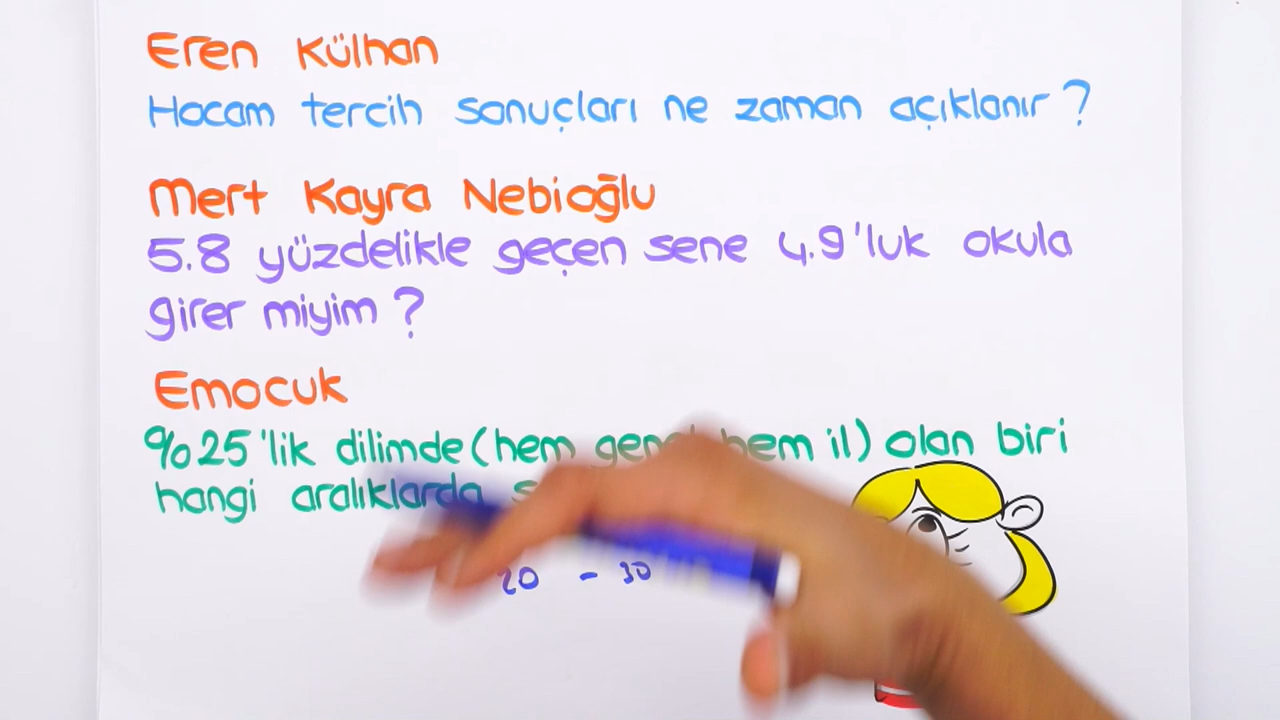 Eren Külhan
Hocam tercih sonuçları ne zaman açıklanır ?
Mert Kayra Nebioğlu
5.8 yüzdelikle geçen sene 4.9'luk okula
girer miyim ?
Emocuk
%25'lik dilimde (hem genel hem il) olan biri
hangi aralıklarda
20 - 30